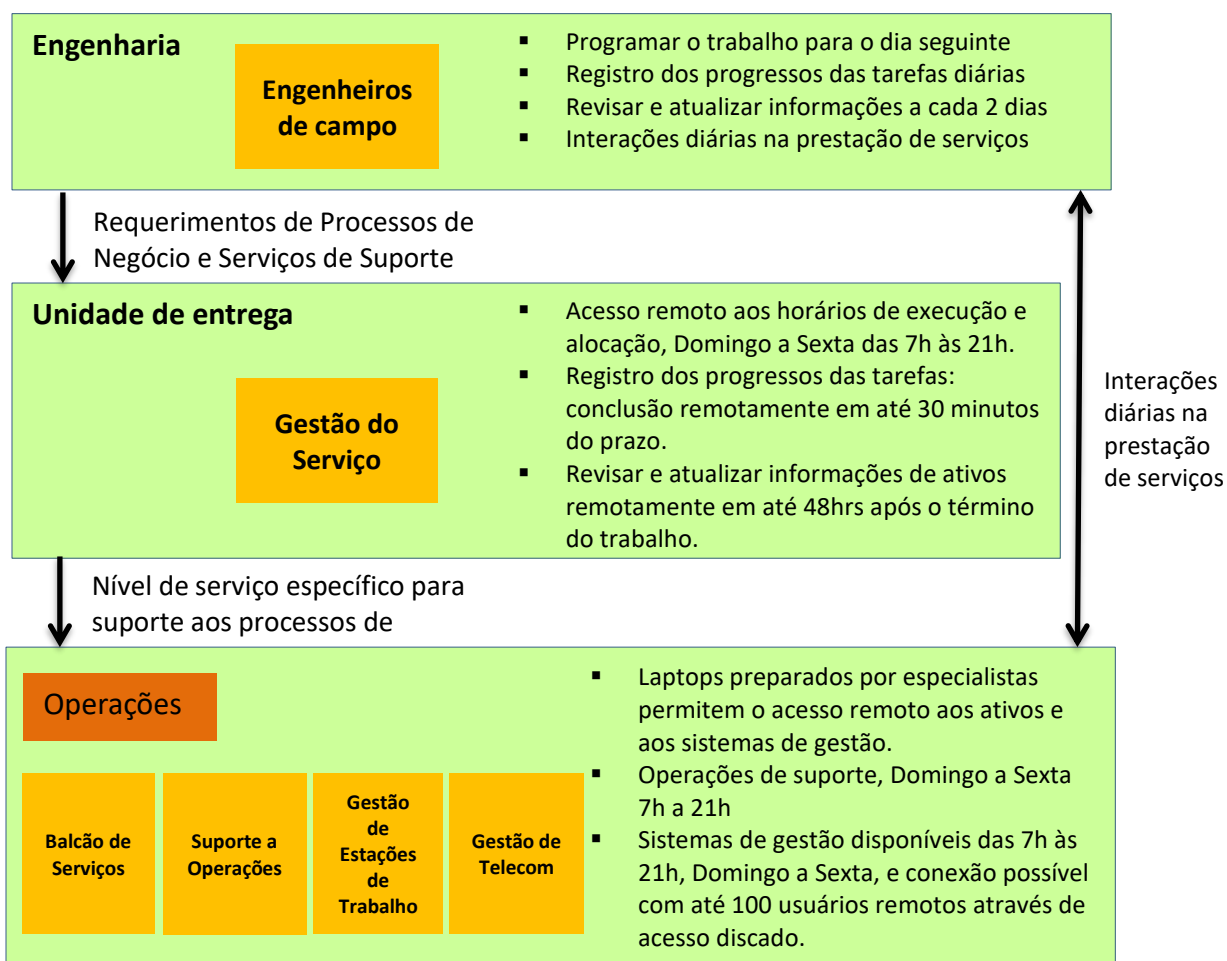 Engenharia
Engenheiros
de campo
▪ Programar o trabalho para o dia seguinte
▪ Registro dos progressos das tarefas diárias
▪ Revisar e atualizar informações a cada 2 dias
▪ Interações diárias na prestação de serviços
Requerimentos de Processos de
Negócio e Serviços de Suporte
Unidade de entrega
Gestão do
Serviço
▪ Acesso remoto aos horários de execução e
alocação, Domingo a Sexta das 7h às 21h.
▪ Registro dos progressos das tarefas:
conclusão remotamente em até 30 minutos
do prazo.
▪ Revisar e atualizar informações de ativos
remotamente em até 48hrs após o término
do trabalho.
Interações
diárias na
prestação
de serviços
Nível de serviço específico para
suporte aos processos de
Operações
Balcão de
Serviços
Suporte a
Operações
Gestão
de
Estações
de
Trabalho
Gestão de
Telecom
▪ Laptops preparados por especialistas
permitem o acesso remoto aos ativos e
aos sistemas de gestão.
▪ Operações de suporte, Domingo a Sexta
7h a 21h
▪ Sistemas de gestão disponíveis das 7h às
21h, Domingo a Sexta, e conexão possível
com até 100 usuários remotos através de
acesso discado.